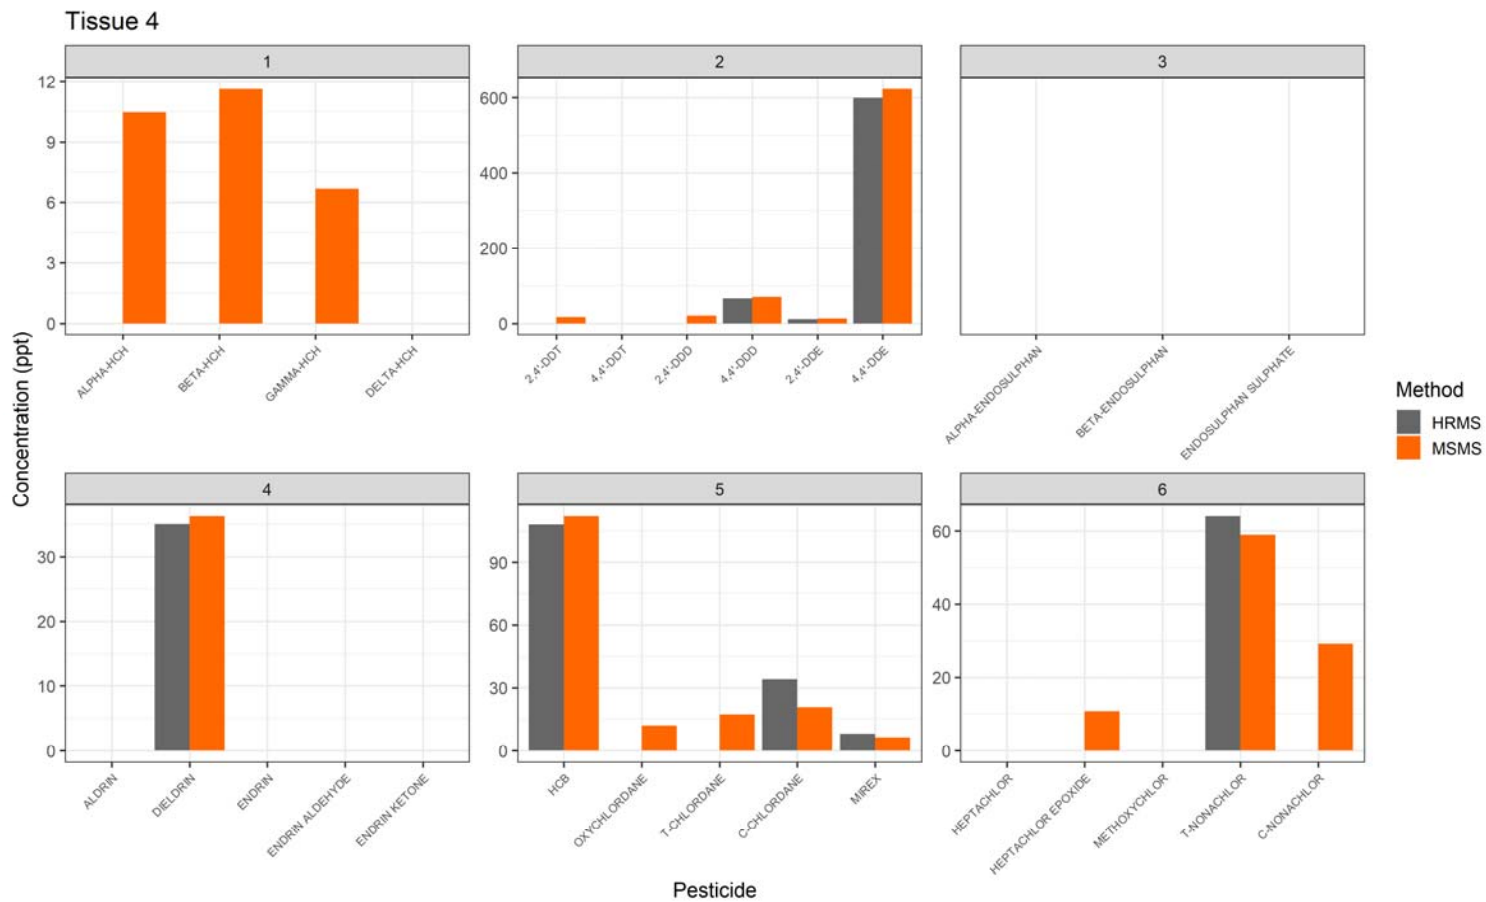 Tissue 4
1
2
3
12
9
6
3
0
600
400
200
0
ALPHA-HCH
BETA-HCH
GAMMA-HCH
DELTA-HCH
2,4'-DDT
4,4'-DDT
2,4'-DDD
4,4'-DDD
2,4'-DDE
4,4'-DDE
ALPHA-ENDOSULPHAN
BETA-ENDOSULPHAN
ENDOSULPHAN SULPHATE
Concentration (ppt)
Method
HRMS
MSMS
4
5
6
30
20
10
0
90
60
30
0
60
40
20
0
ALDRIN
DIELDRIN
ENDRIN
ENDRIN ALDEHYDE
ENDRIN KETONE
HCB
OXYCHLORDANE
T-CHLORDANE
C-CHLORDANE
MIREX
HEPTACHLOR
HEPTACHLOR EPOXIDE
METHOXYCHLOR
T-NONACHLOR
C-NONACHLOR
Pesticide